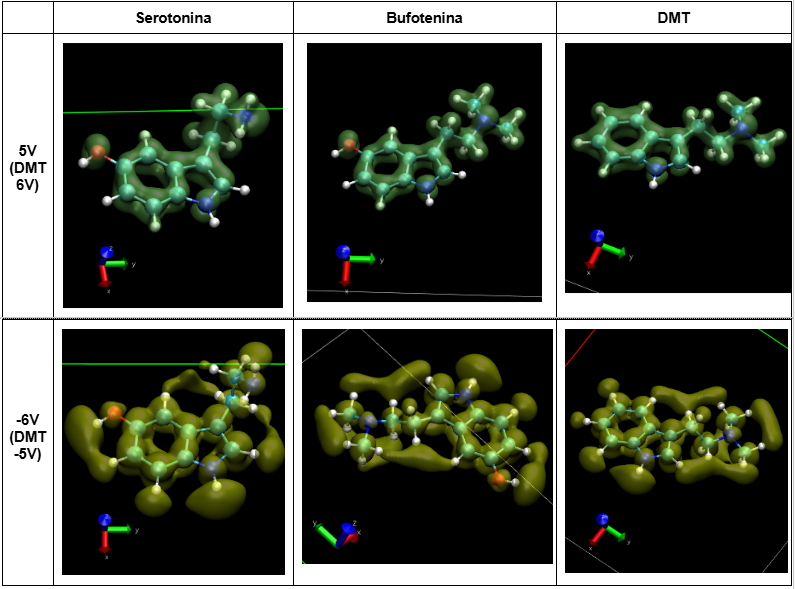 Serotonina
Bufotenina
DMT
5V
(DMT
6V)
z
y
x
y
x
y
x
-6V
(DMT
-5V)
y
x
y
z
x
y
x